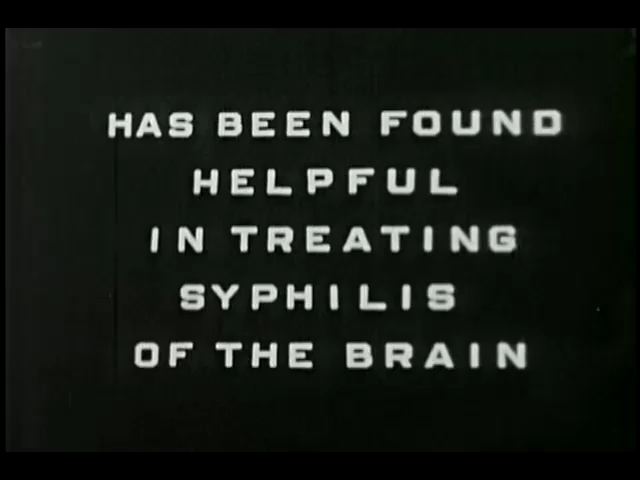 HAS BEEN FOUND
HELPFUL
IN TREATING
SYPHILIS
OF THE BRAIN